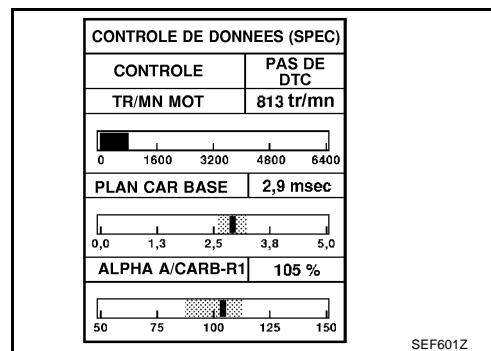 CONTROLE DE DONNEES (SPEC)
CONTROLE PAS DE DTC
TR/MN MOT 813 tr/mn
0 1600 3200 4800 6400
PLAN CAR BASE 2,9 msec
0,0 1,3 2,5 3,8 5,0
ALPHA A/CARB-R1 105 %
50 75 100 125 150
SEF601Z